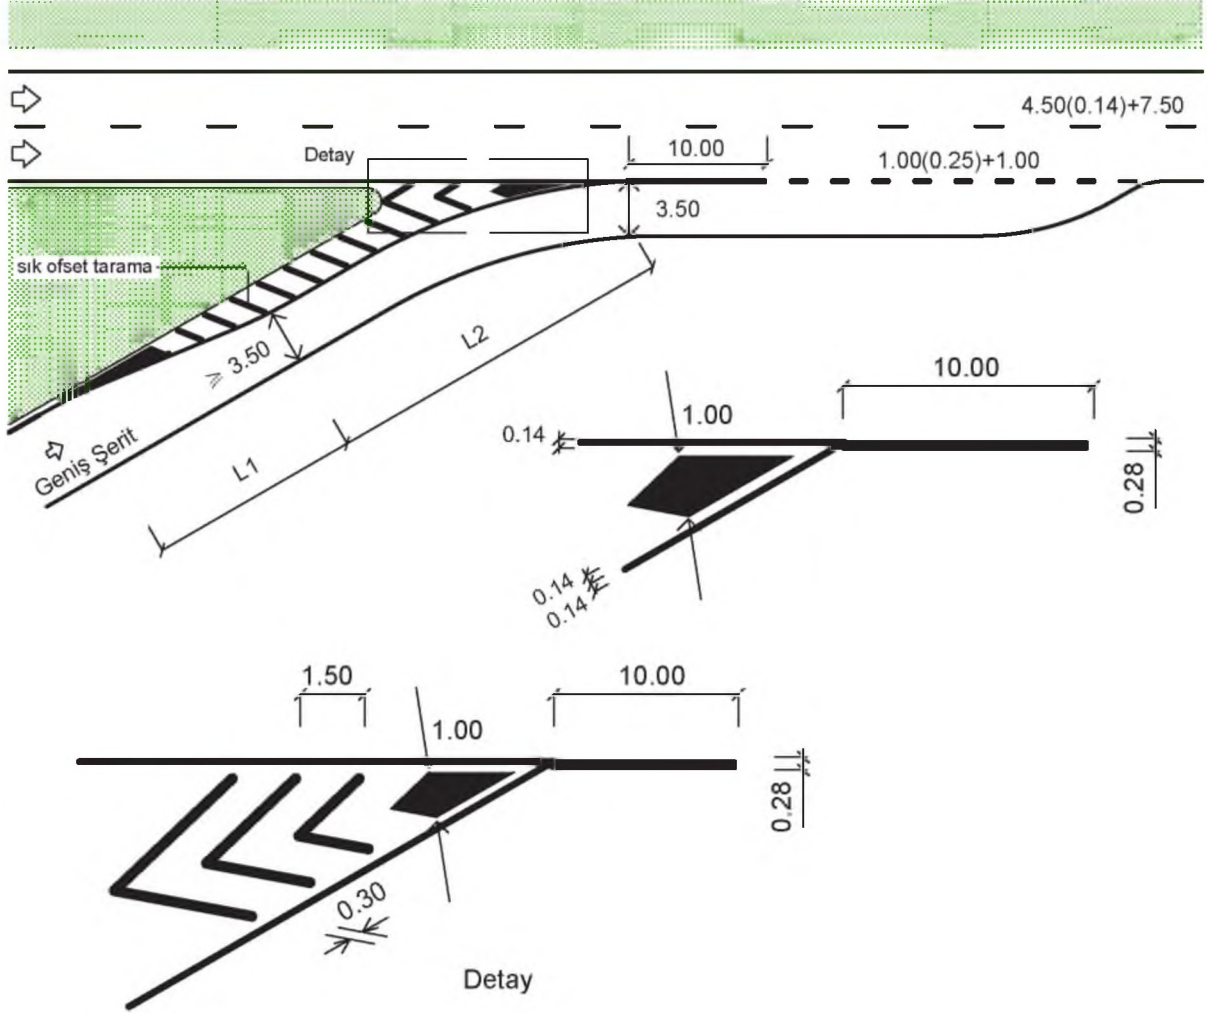 4.50(0.14)+7.50
Detay
10.00
1.00(0.25)+1.00
3.50
sık ofset tarama
⩾ 3.50
L2
Geniş Şerit
L1
10.00
1.00
0.14
0.28
0.14
0.14
1.50
10.00
1.00
0.28
0.30
Detay